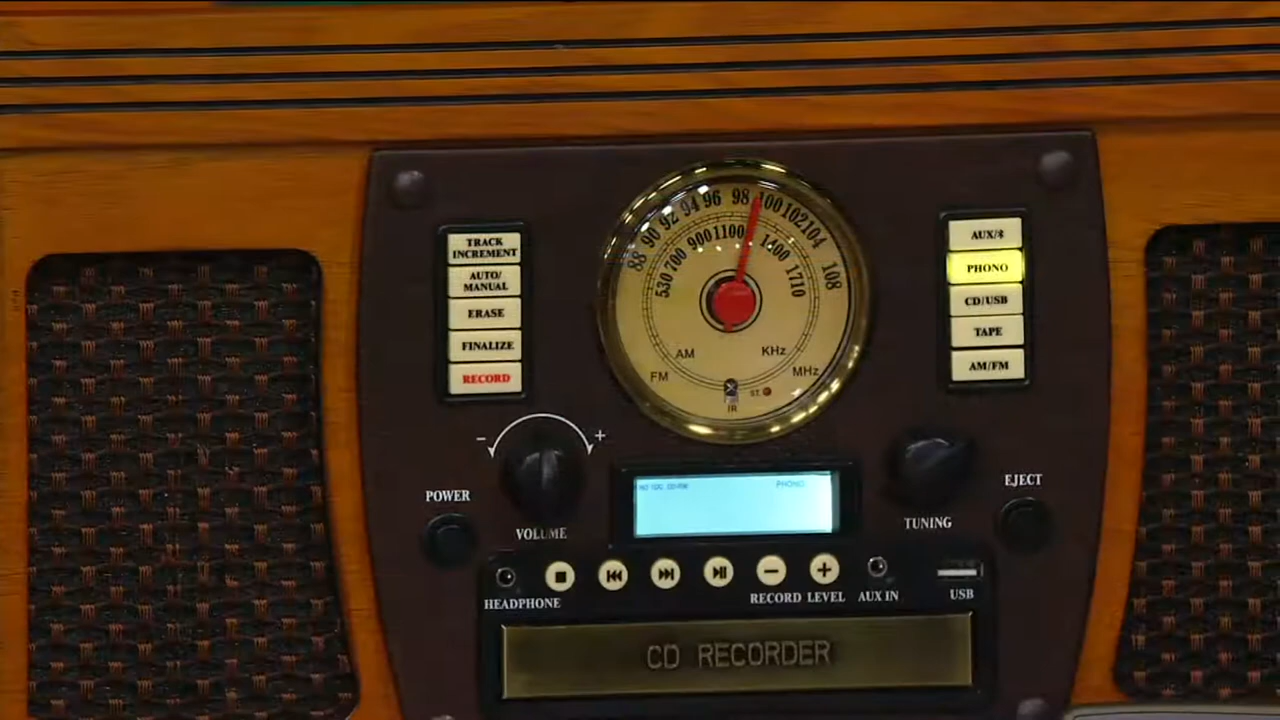 TRACK
INCREMENT
AUTO/
MANUAL
ERASE
FINALIZE
RECORD
88 90 92 94 96 98 100 102 104 108
530 700 900 1100 1400 1710
AM KHz
FM MHz
ST.
IR
AUX/
PHONO
CD/USB
TAPE
AM/FM
- +
POWER
VOLUME
PHONO
TUNING
EJECT
HEADPHONE
RECORD LEVEL
AUX IN
USB
CD RECORDER